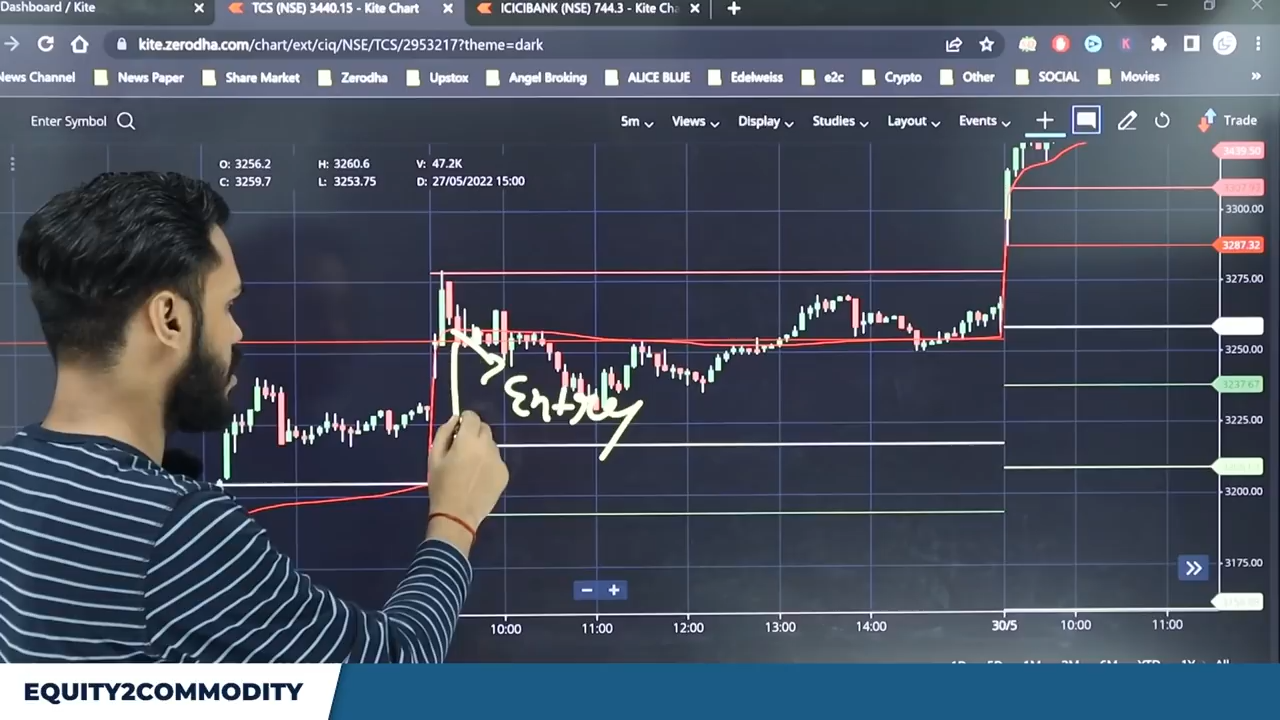 Dashboard / Kite
TCS (NSE) 3440.15 - Kite Chart
ICICIBANK (NSE) 744.3 - Kite Cha
kite.zerodha.com/chart/ext/ciq/NSE/TCS/2953217?theme=dark
News Channel News Paper Share Market Zerodha Upstox Angel Broking ALICE BLUE Edelweiss e2c Crypto Other SOCIAL Movies
Enter Symbol 5m Views Display Studies Layout Events Trade
O: 3256.2 H: 3260.6 V: 47.2K
C: 3259.7 L: 3253.75 D: 27/05/2022 15:00
3439.50
3300.00
3287.32
3275.00
3250.00
3237.67
3225.00
3200.00
3175.00
Entry
10:00 11:00 12:00 13:00 14:00 30/5 10:00 11:00
EQUITY2COMMODITY